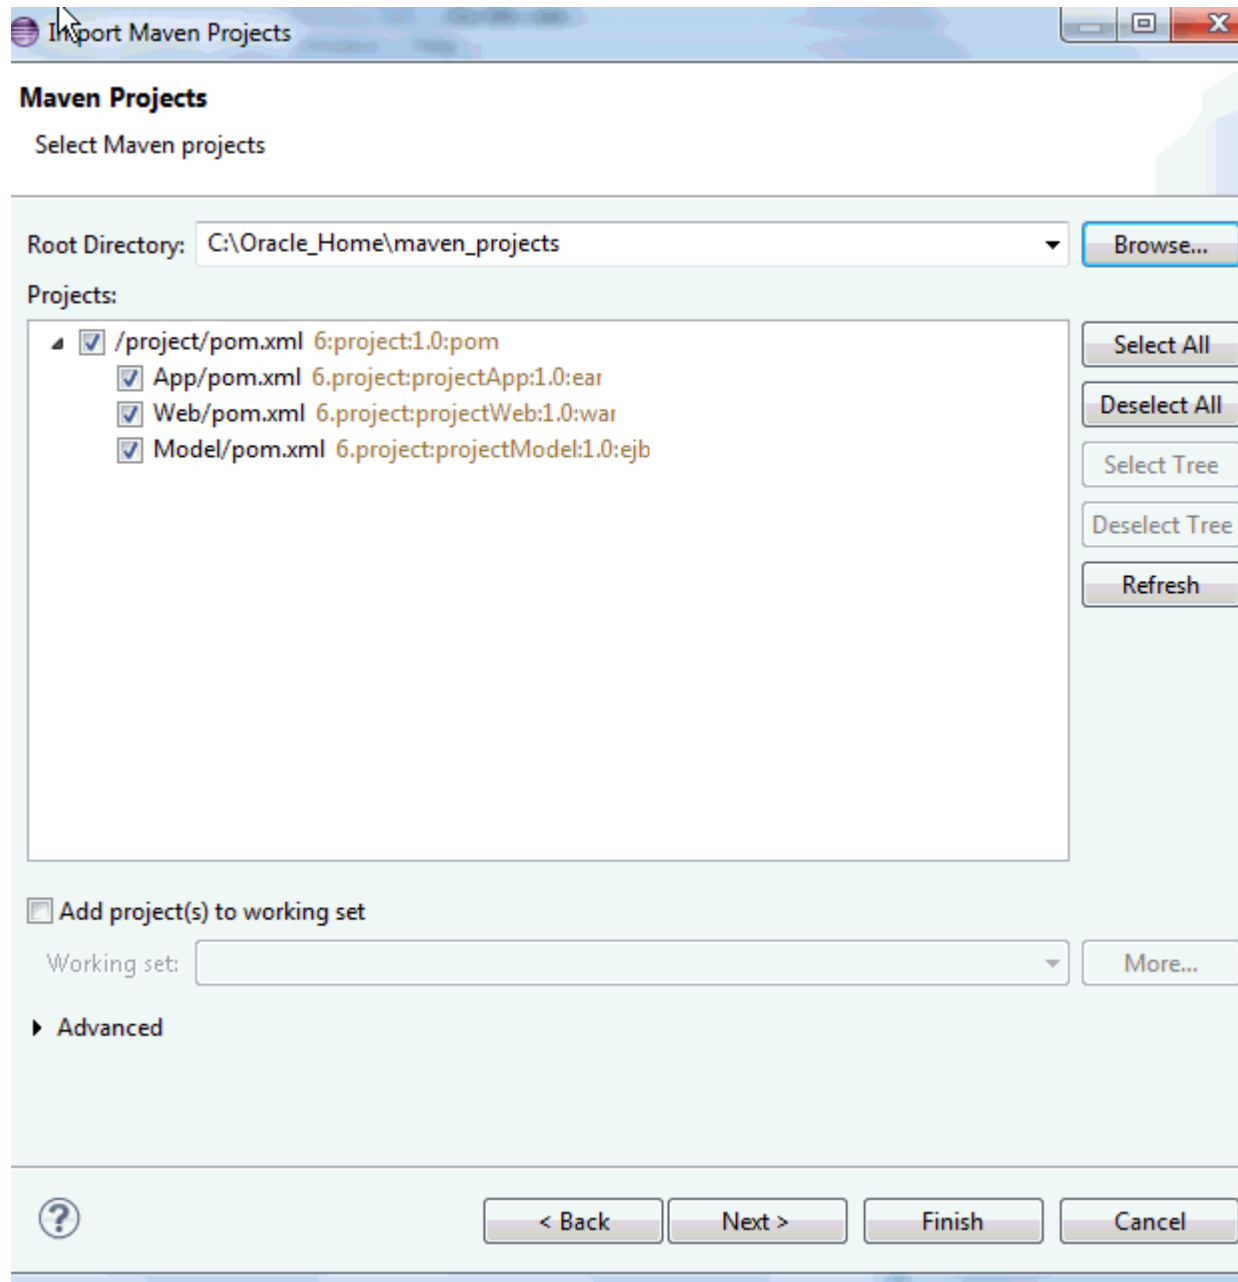 Import Maven Projects
Maven Projects
Select Maven projects
Root Directory: C:\Oracle_Home\maven_projects Browse...
Projects:
/project/pom.xml 6:project:1.0:pom
App/pom.xml 6.project:projectApp:1.0:ear
Web/pom.xml 6.project:projectWeb:1.0:war
Model/pom.xml 6.project:projectModel:1.0:ejb
Select All
Deselect All
Select Tree
Deselect Tree
Refresh
Add project(s) to working set
Working set: More...
Advanced
? < Back Next > Finish Cancel